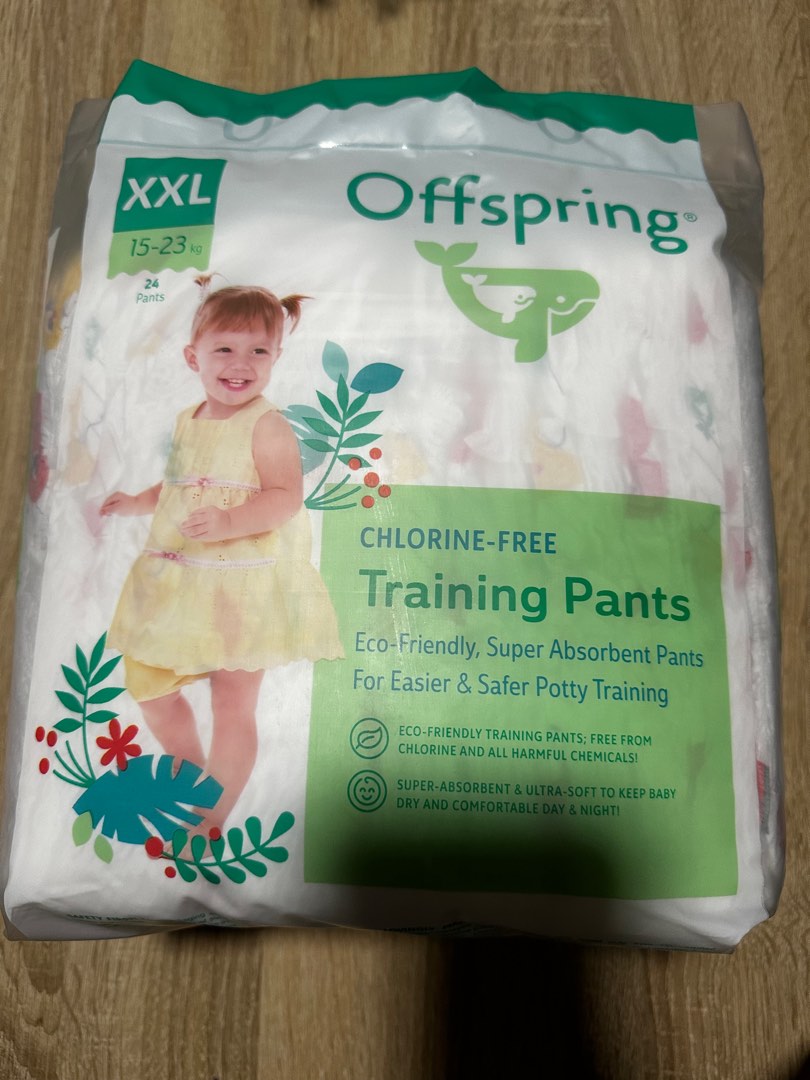 XXL
15-23 kg
24
Pants
Offspring®
CHLORINE-FREE
Training Pants
Eco-Friendly, Super Absorbent Pants
For Easier & Safer Potty Training
ECO-FRIENDLY TRAINING PANTS; FREE FROM
CHLORINE AND ALL HARMFUL CHEMICALS!
SUPER-ABSORBENT & ULTRA-SOFT TO KEEP BABY
DRY AND COMFORTABLE DAY & NIGHT!